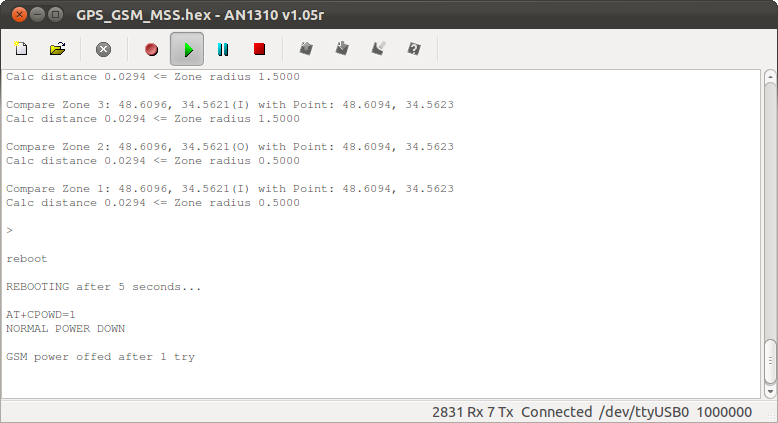 GPS_GSM_MSS.hex - AN1310 v1.05r
Calc distance 0.0294 <= Zone radius 1.5000
Compare Zone 3: 48.6096, 34.5621(I) with Point: 48.6094, 34.5623
Calc distance 0.0294 <= Zone radius 1.5000
Compare Zone 2: 48.6096, 34.5621(O) with Point: 48.6094, 34.5623
Calc distance 0.0294 <= Zone radius 0.5000
Compare Zone 1: 48.6096, 34.5621(I) with Point: 48.6094, 34.5623
Calc distance 0.0294 <= Zone radius 0.5000
>
reboot
REBOOTING after 5 seconds...
AT+CPOWD=1
NORMAL POWER DOWN
GSM power offed after 1 try
2831 Rx 7 Tx Connected /dev/ttyUSB0 1000000